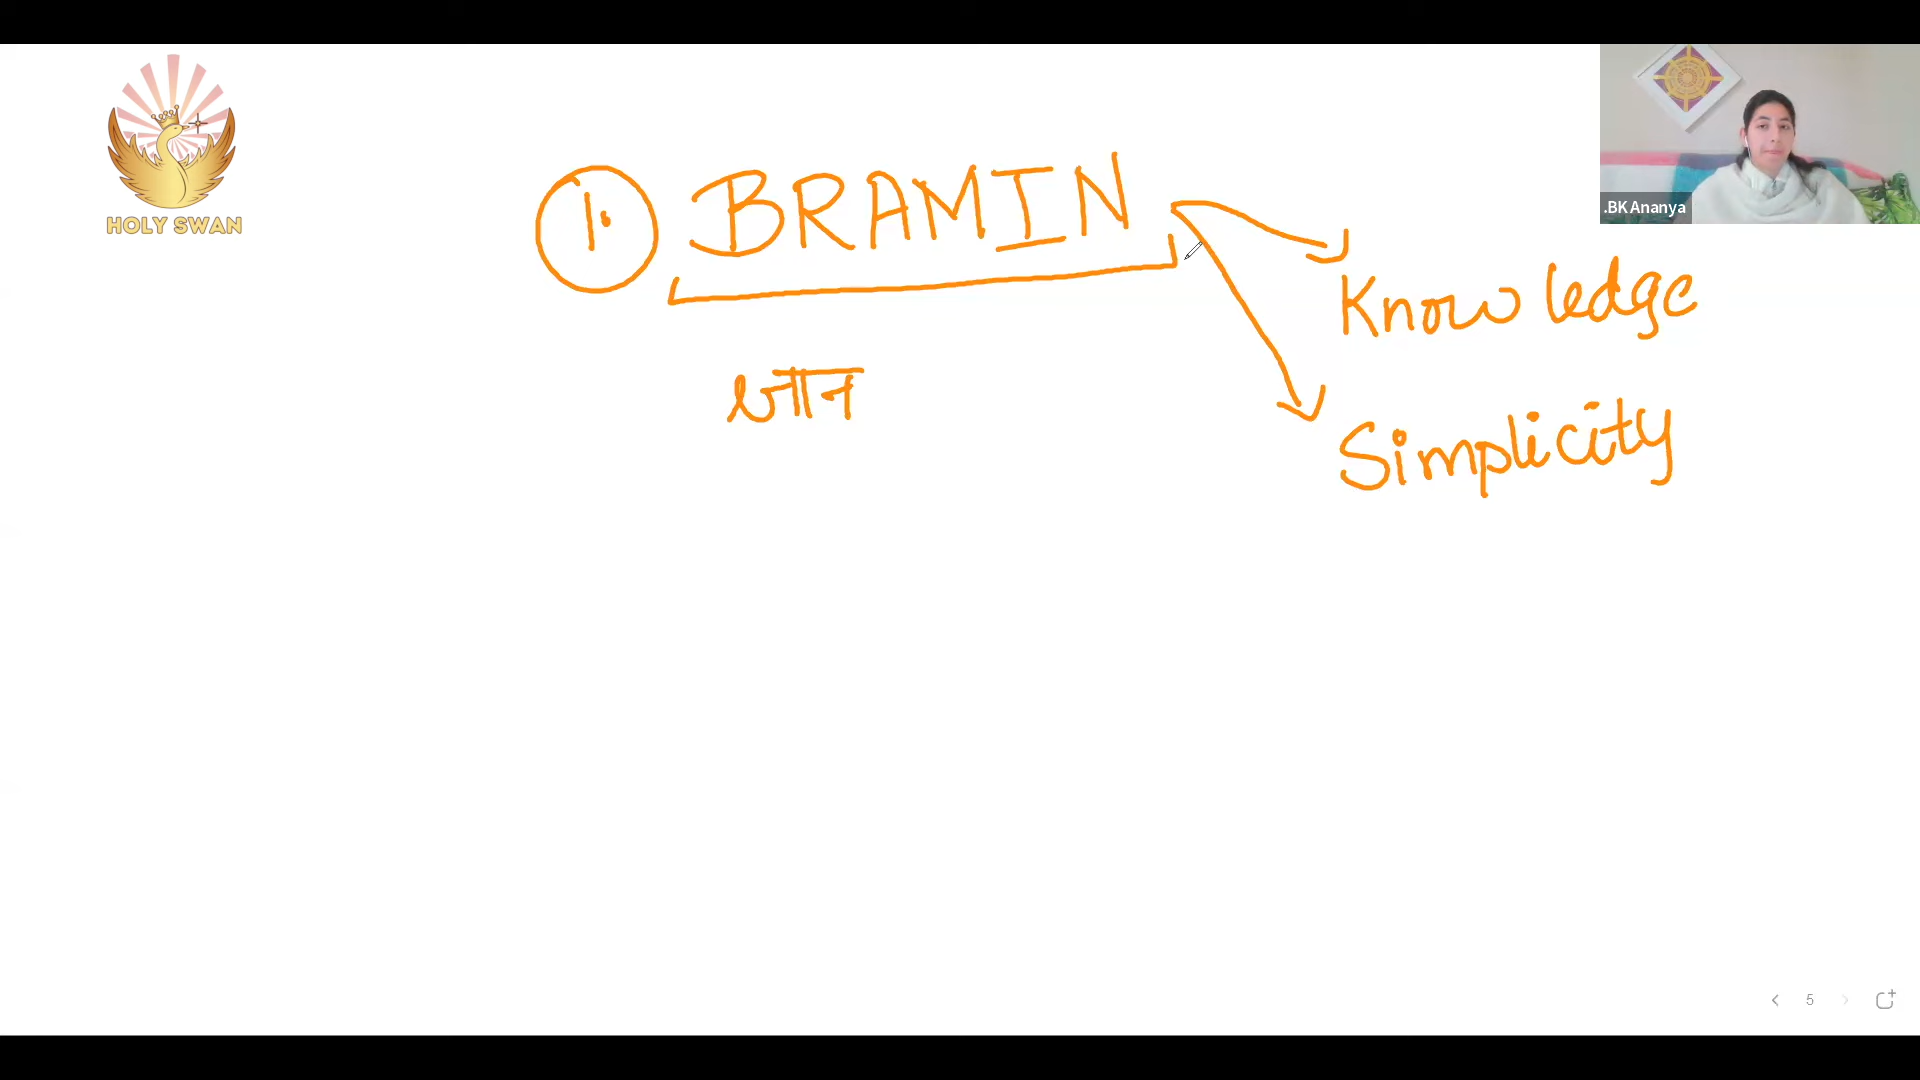 HOLY SWAN
.BK Ananya
1. BRAMIN
Knowledge
ज्ञान
Simplicity
5